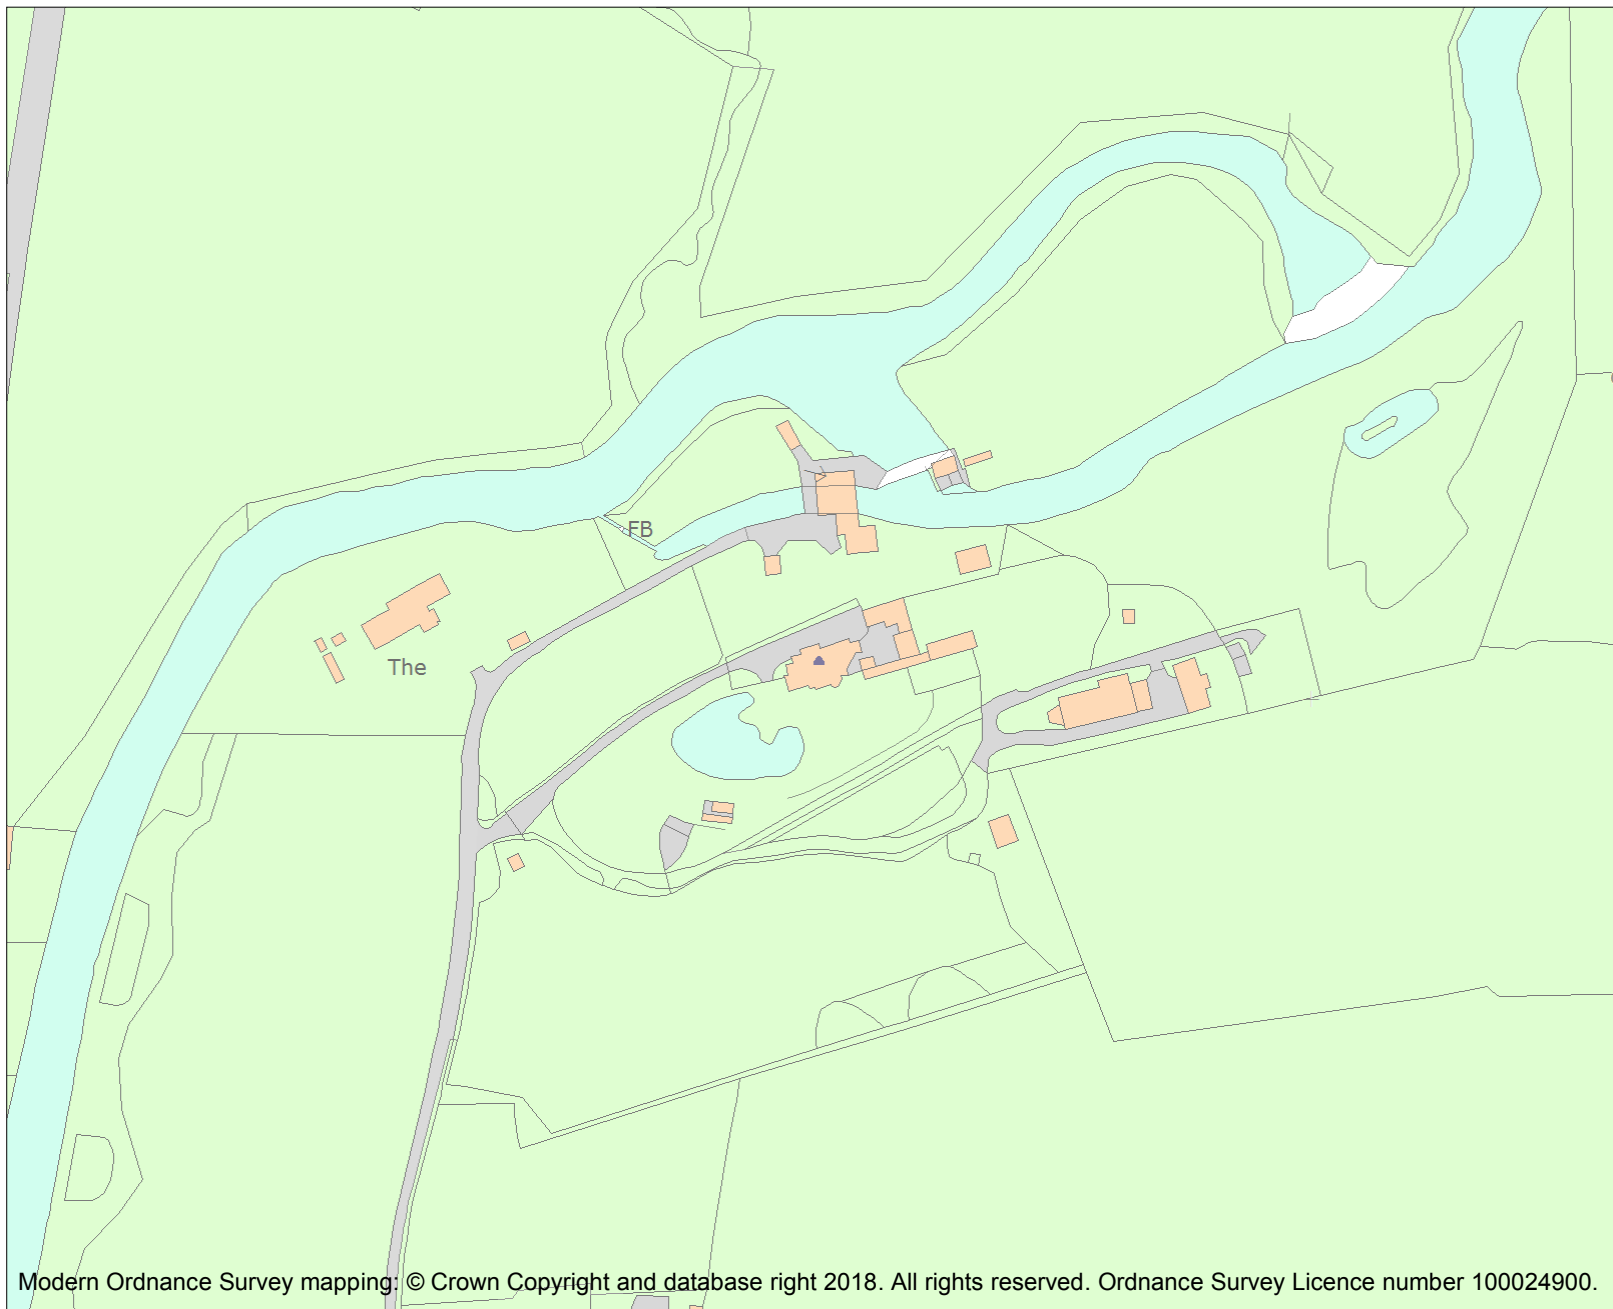 FB
The
Modern Ordnance Survey mapping: © Crown Copyright and database right 2018. All rights reserved. Ordnance Survey Licence number 100024900.